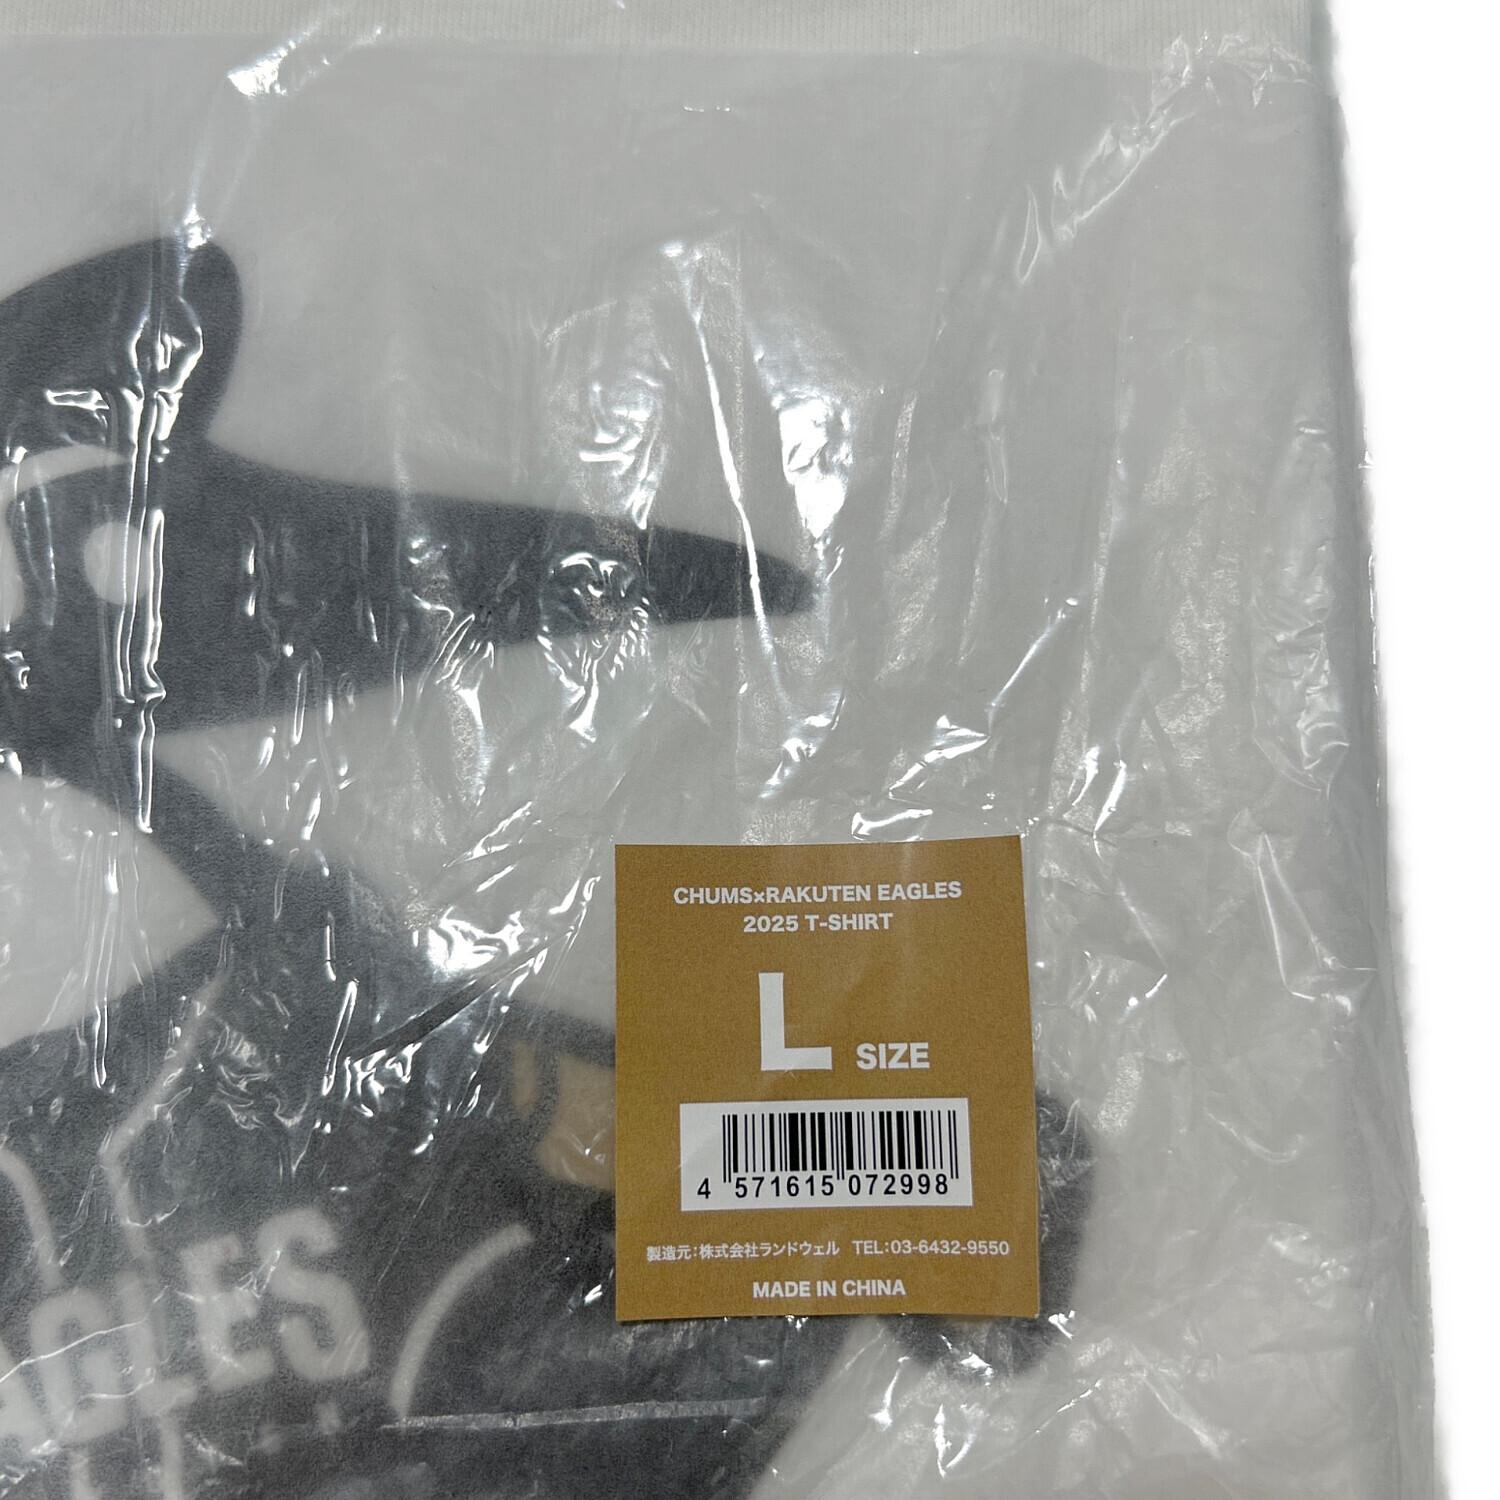 CHUMS×RAKUTEN EAGLES
2025 T-SHIRT
L SIZE
4 571615 072998
製造元:株式会社ランドウェル TEL:03-6432-9550
MADE IN CHINA
AGLES